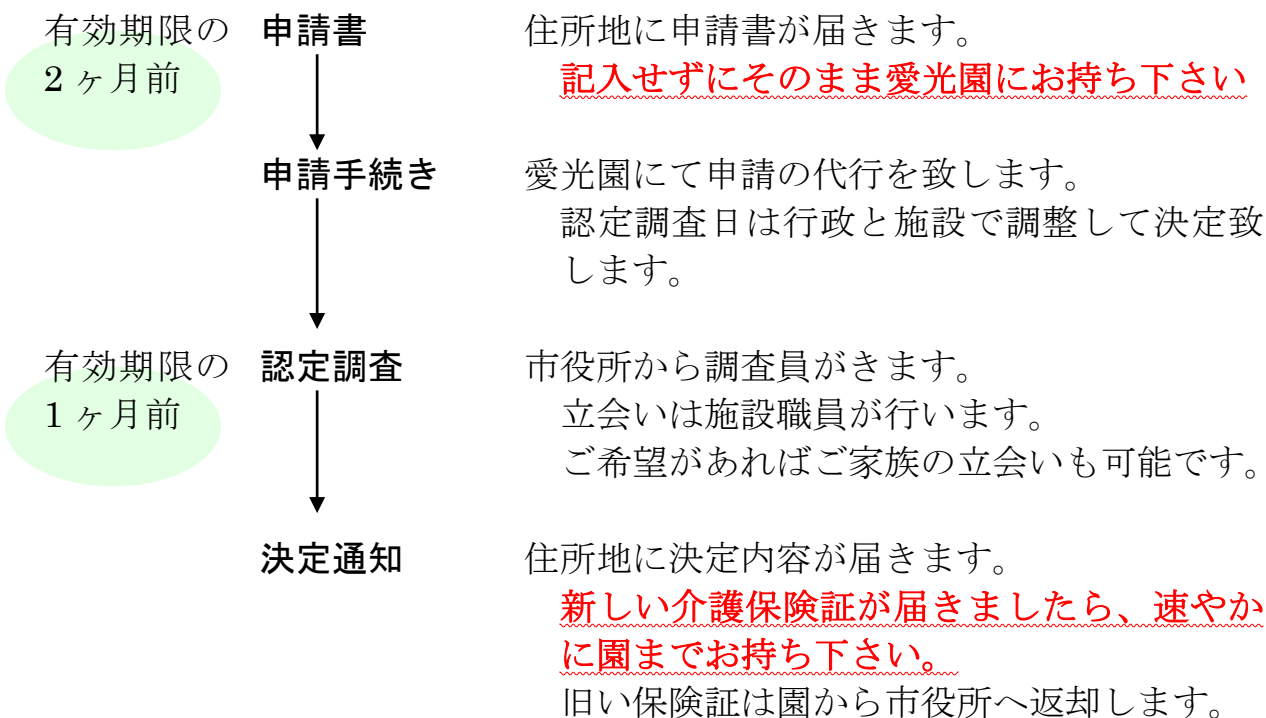 有効期限の 申請書 住所地に申請書が届きます。
2ヶ月前 記入せずにそのまま愛光園にお持ち下さい
申請手続き 愛光園にて申請の代行を致します。
認定調査日は行政と施設で調整して決定致
します。
有効期限の 認定調査 市役所から調査員がきます。
1ヶ月前 立会いは施設職員が行います。
ご希望があればご家族の立会いも可能です。
決定通知 住所地に決定内容が届きます。
新しい介護保険証が届きましたら、速やか
に園までお持ち下さい。
旧い保険証は園から市役所へ返却します。